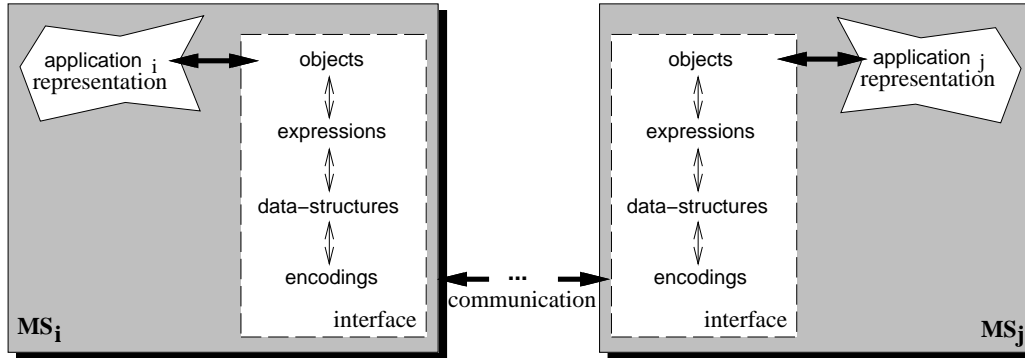 application i
representation
objects
expressions
data−structures
encodings
interface
MSi
...
communication
objects
expressions
data−structures
encodings
interface
application j
representation
MSj